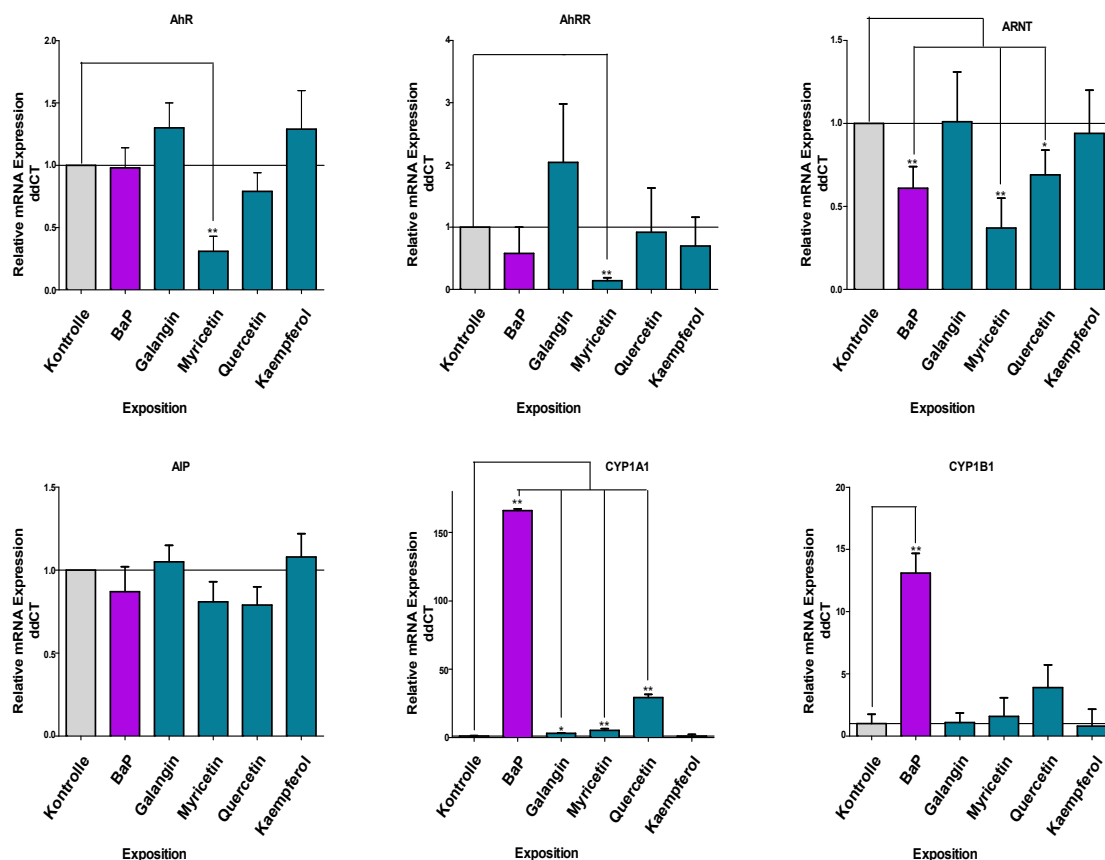 AhR
Relative mRNA Expression
ddCT
2.0
1.5
1.0
0.5
0.0
**
Kontrolle
BaP
Galangin
Myricetin
Quercetin
Kaempferol
Exposition
AhRR
Relative mRNA Expression
ddCT
4
3
2
1
0
**
Kontrolle
BaP
Galangin
Myricetin
Quercetin
Kaempferol
Exposition
ARNT
Relative mRNA Expression
ddCT
1.5
1.0
0.5
0.0
**
**
*
Kontrolle
BaP
Galangin
Myricetin
Quercetin
Kaempferol
Exposition
AIP
Relative mRNA Expression
ddCT
1.5
1.0
0.5
0.0
Kontrolle
BaP
Galangin
Myricetin
Quercetin
Kaempferol
Exposition
CYP1A1
Relative mRNA Expression
ddCT
150
100
50
0
**
*
**
**
Kontrolle
BaP
Galangin
Myricetin
Quercetin
Kaempferol
Exposition
CYP1B1
Relative mRNA Expression
ddCT
20
15
10
5
0
**
Kontrolle
BaP
Galangin
Myricetin
Quercetin
Kaempferol
Exposition